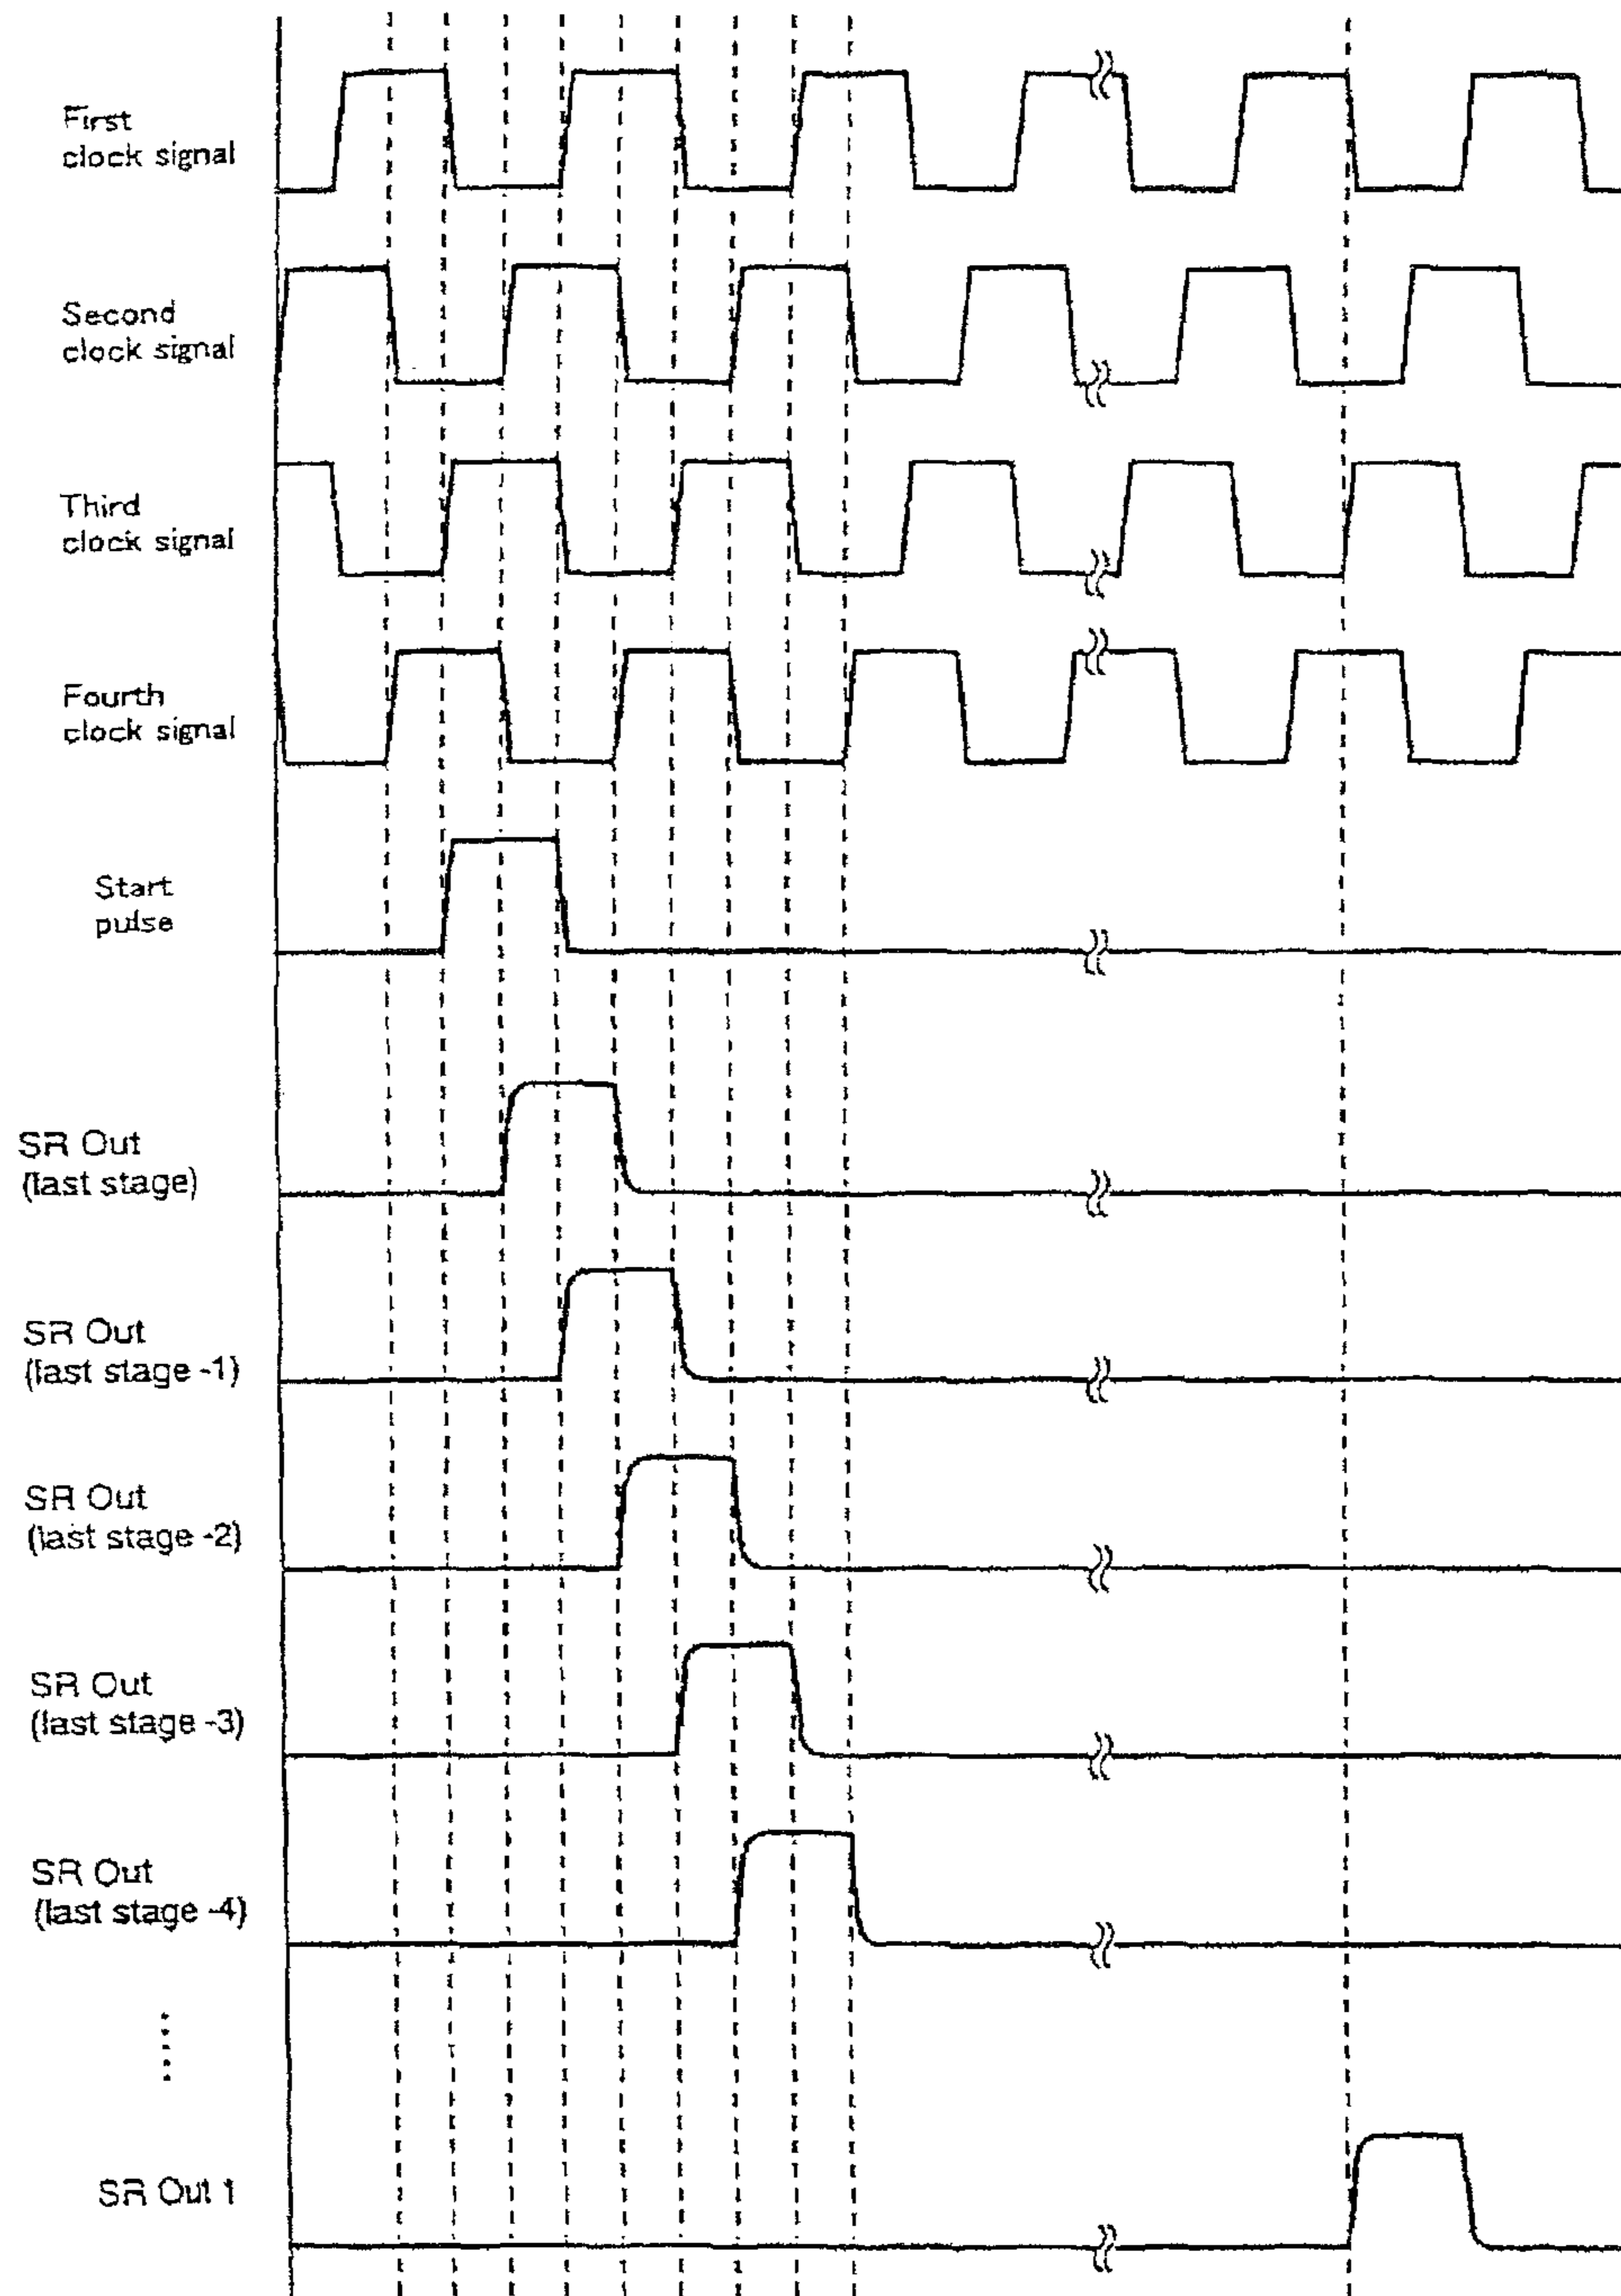 First
clock signal
Second
clock signal
Third
clock signal
Fourth
clock signal
Start
pulse
SR Out
(last stage)
SR Out
(last stage -1)
SR Out
(last stage -2)
SR Out
(last stage -3)
SR Out
(last stage -4)
SR Out 1